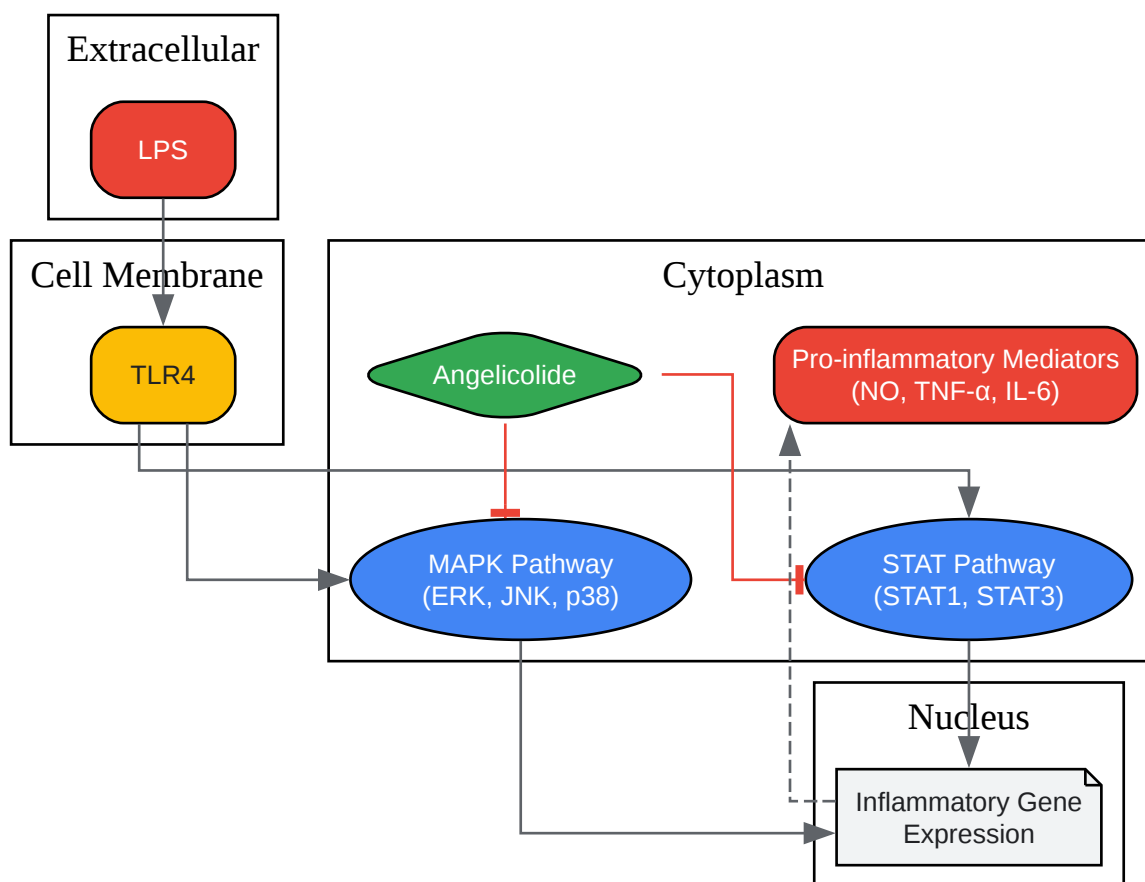 Extracellular
LPS
Cell Membrane
TLR4
Cytoplasm
Angelicolide
Pro-inflammatory Mediators
(NO, TNF-α, IL-6)
MAPK Pathway
(ERK, JNK, p38)
STAT Pathway
(STAT1, STAT3)
Nucleus
Inflammatory Gene
Expression